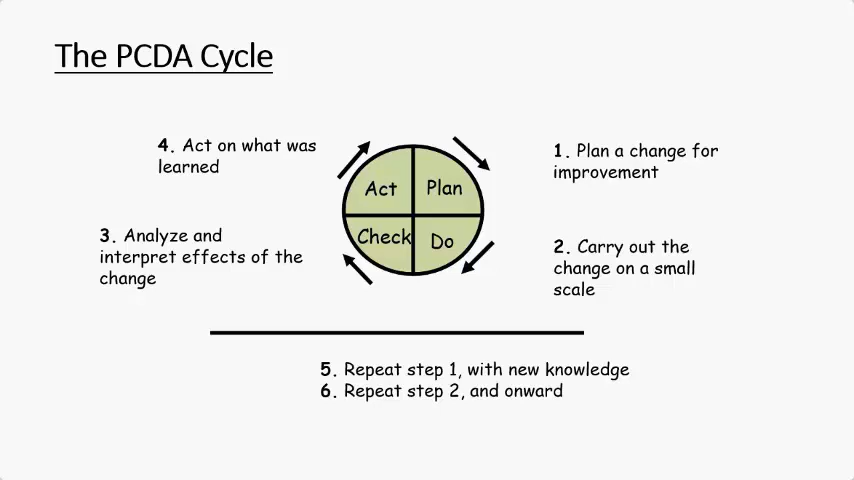 The PCDA Cycle
4. Act on what was
learned
Act
Plan
1. Plan a change for
improvement
3. Analyze and
interpret effects of the
change
Check
Do
2. Carry out the
change on a small
scale
5. Repeat step 1, with new knowledge
6. Repeat step 2, and onward